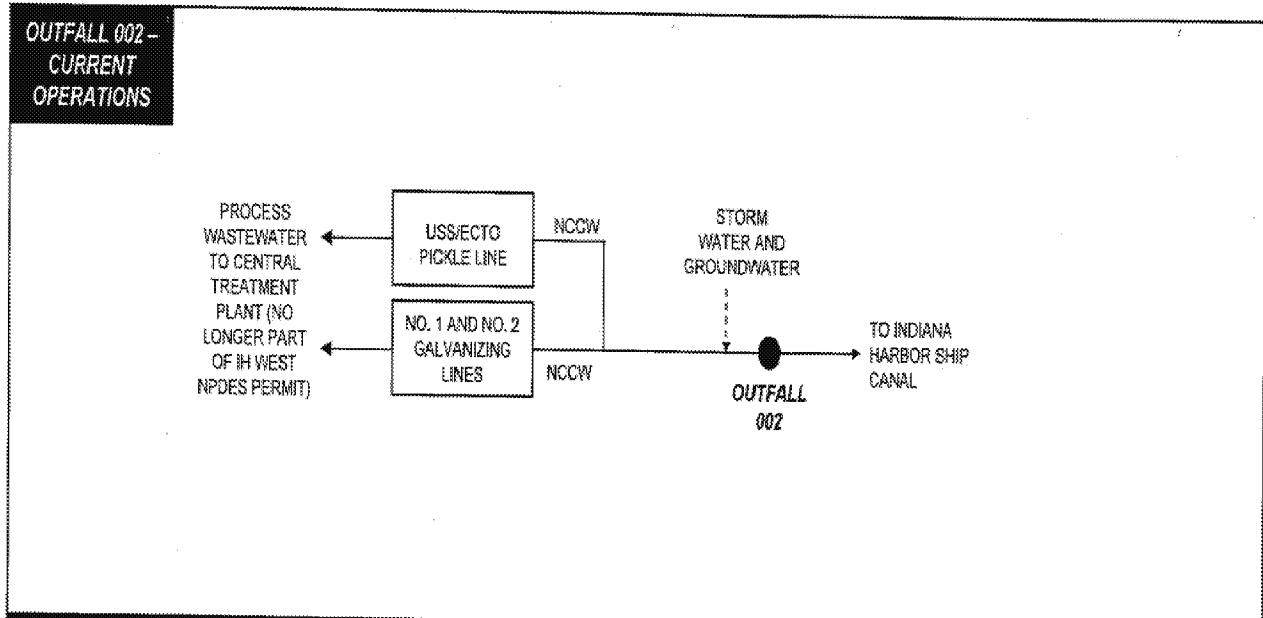 OUTFALL 002 –
CURRENT
OPERATIONS
PROCESS
WASTEWATER
TO CENTRAL
TREATMENT
PLANT (NO
LONGER PART
OF IH WEST
NPDES PERMIT)
USS/ECTO
PICKLE LINE
NCCW
NO. 1 AND NO. 2
GALVANIZING
LINES
NCCW
STORM
WATER AND
GROUNDWATER
OUTFALL
002
TO INDIANA
HARBOR SHIP
CANAL